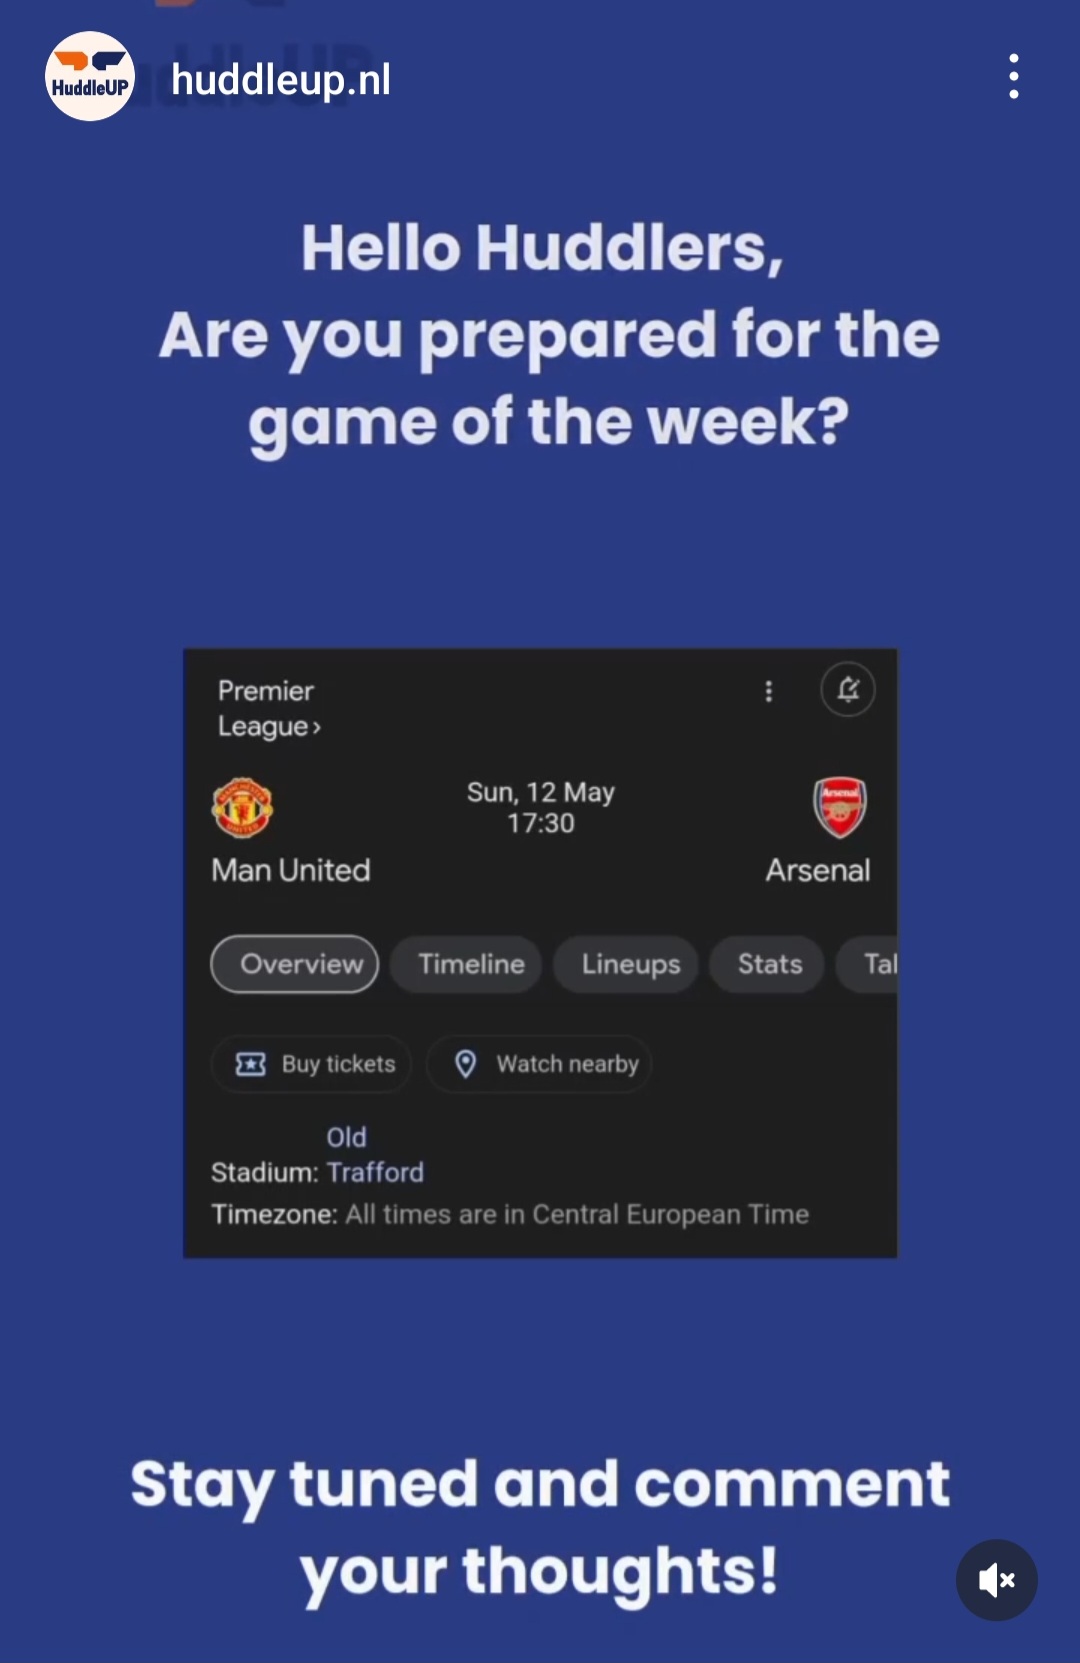 HuddleUP
huddleup.nl
Hello Huddlers,
Are you prepared for the
game of the week?
Premier
League ›
Sun, 12 May
17:30
Man United
Arsenal
Overview
Timeline
Lineups
Stats
Tal
Buy tickets
Watch nearby
Old
Stadium: Trafford
Timezone: All times are in Central European Time
Stay tuned and comment
your thoughts!